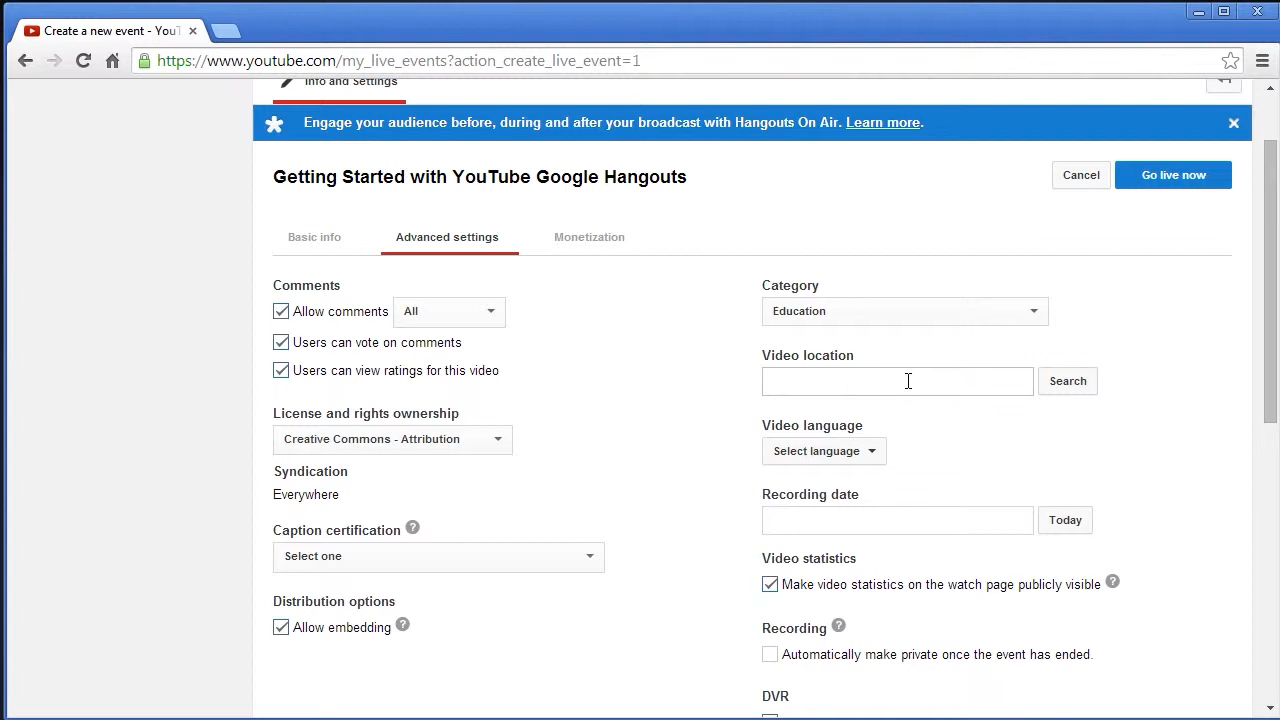 Create a new event - YouT
https://www.youtube.com/my_live_events?action_create_live_event=1
Info and Settings
Engage your audience before, during and after your broadcast with Hangouts On Air. Learn more.
Getting Started with YouTube Google Hangouts
Cancel
Go live now
Basic info
Advanced settings
Monetization
Comments
Allow comments
All
Users can vote on comments
Users can view ratings for this video
License and rights ownership
Creative Commons - Attribution
Syndication
Everywhere
Caption certification ?
Select one
Distribution options
Allow embedding ?
Category
Education
Video location
Search
Video language
Select language
Recording date
Today
Video statistics
Make video statistics on the watch page publicly visible ?
Recording ?
Automatically make private once the event has ended.
DVR